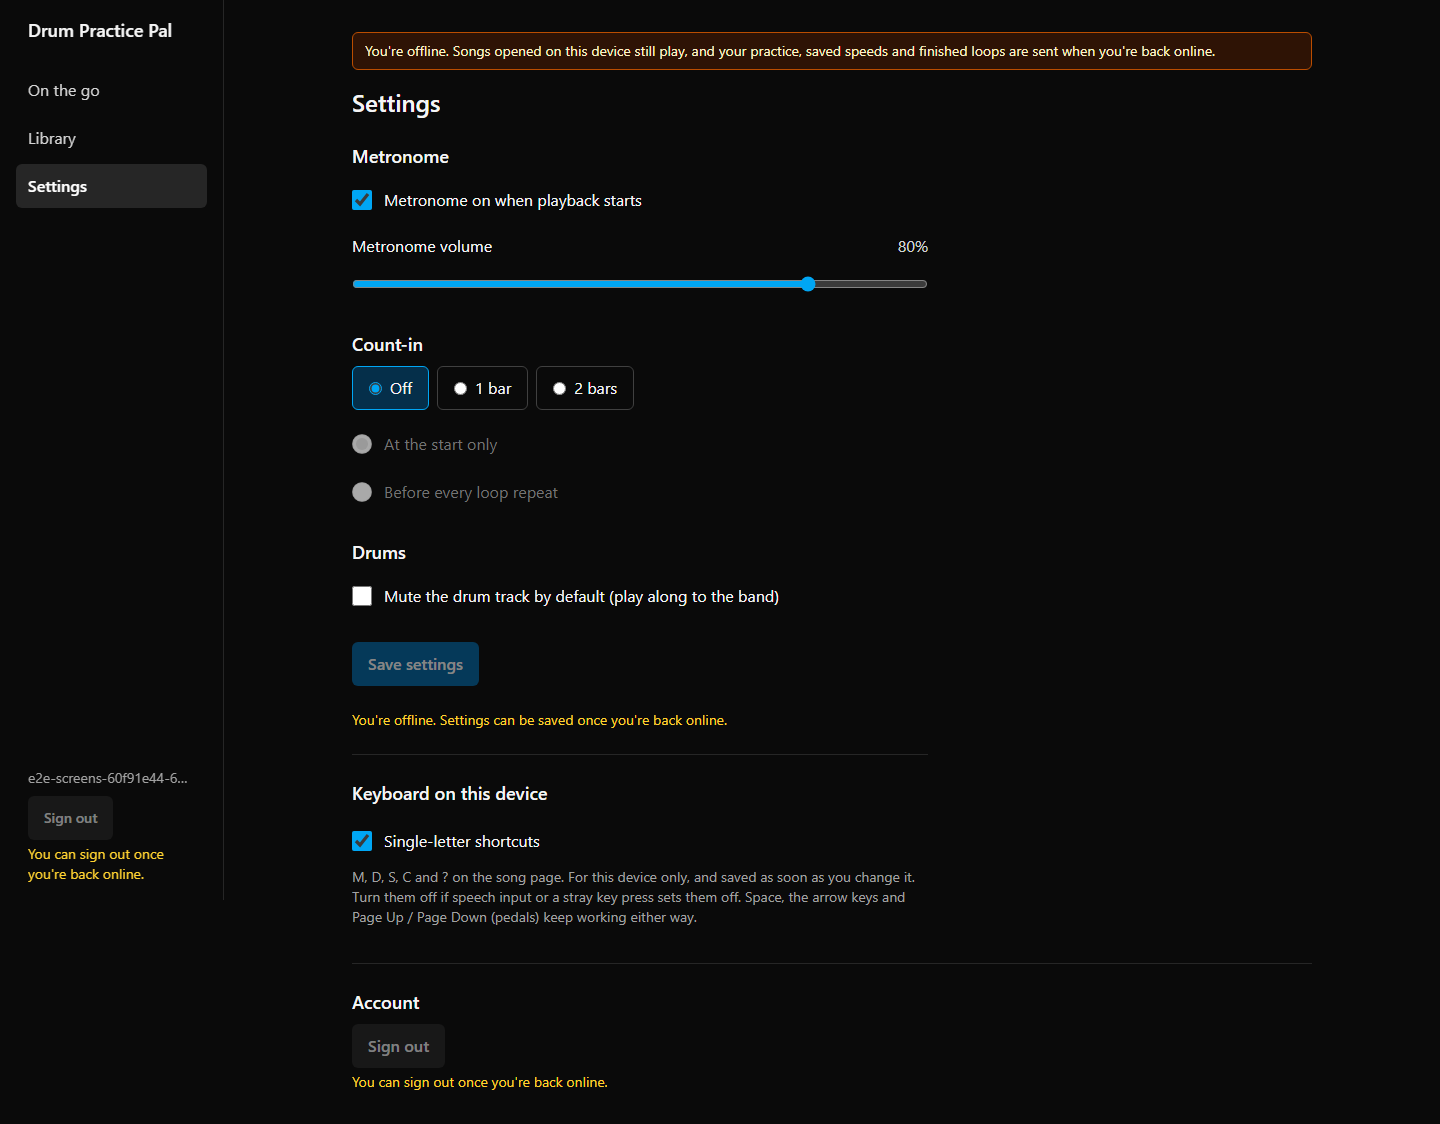 Drum Practice Pal
On the go
Library
Settings
e2e-screens-60f91e44-6...
Sign out
You can sign out once
you're back online.
You're offline. Songs opened on this device still play, and your practice, saved speeds and finished loops are sent when you're back online.
Settings
Metronome
Metronome on when playback starts
Metronome volume 80%
Count-in
Off 1 bar 2 bars
At the start only
Before every loop repeat
Drums
Mute the drum track by default (play along to the band)
Save settings
You're offline. Settings can be saved once you're back online.
Keyboard on this device
Single-letter shortcuts
M, D, S, C and ? on the song page. For this device only, and saved as soon as you change it.
Turn them off if speech input or a stray key press sets them off. Space, the arrow keys and
Page Up / Page Down (pedals) keep working either way.
Account
Sign out
You can sign out once you're back online.